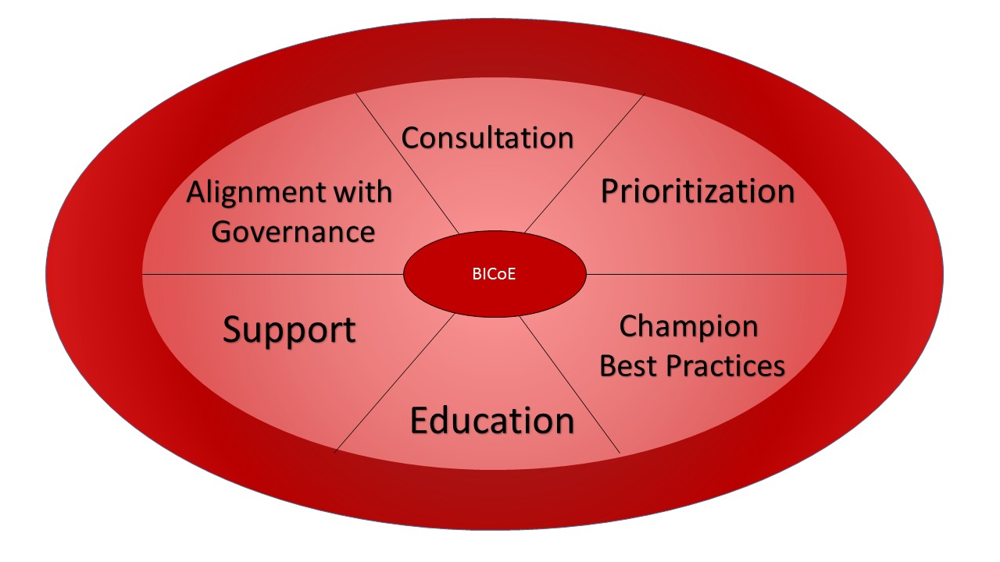 Consultation
Prioritization
Alignment with
Governance
BICoE
Support
Champion
Best Practices
Education